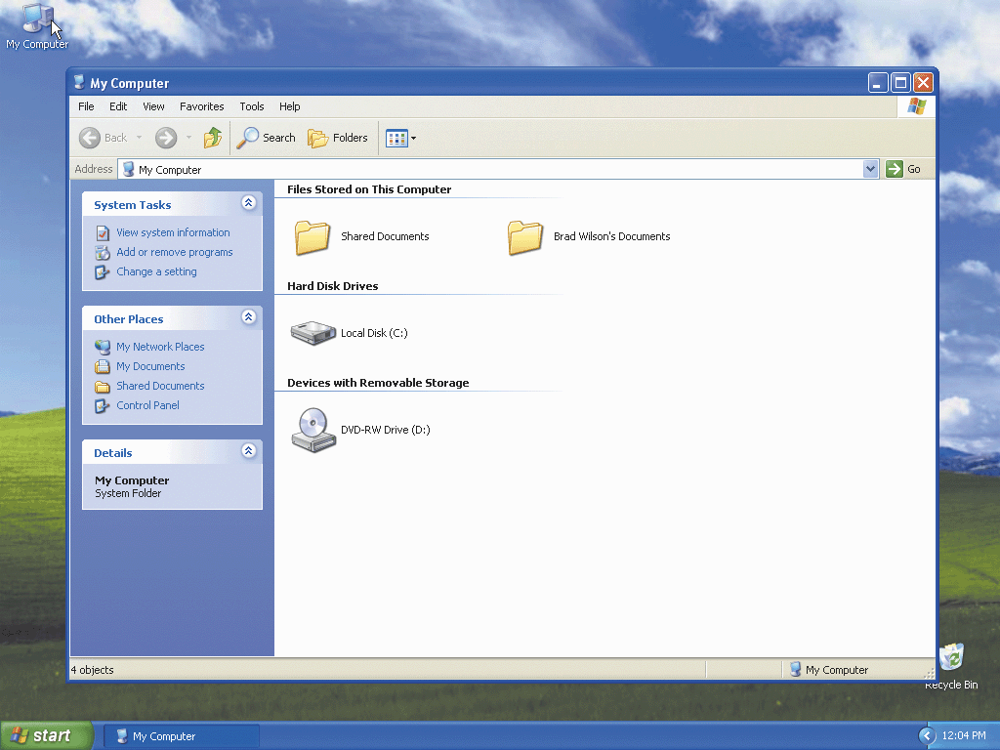 My Computer
My Computer
File Edit View Favorites Tools Help
Back Search Folders
Address My Computer Go
System Tasks
View system information
Add or remove programs
Change a setting
Other Places
My Network Places
My Documents
Shared Documents
Control Panel
Details
My Computer
System Folder
Files Stored on This Computer
Shared Documents Brad Wilson's Documents
Hard Disk Drives
Local Disk (C:)
Devices with Removable Storage
DVD-RW Drive (D:)
4 objects My Computer
Recycle Bin
start My Computer 12:04 PM